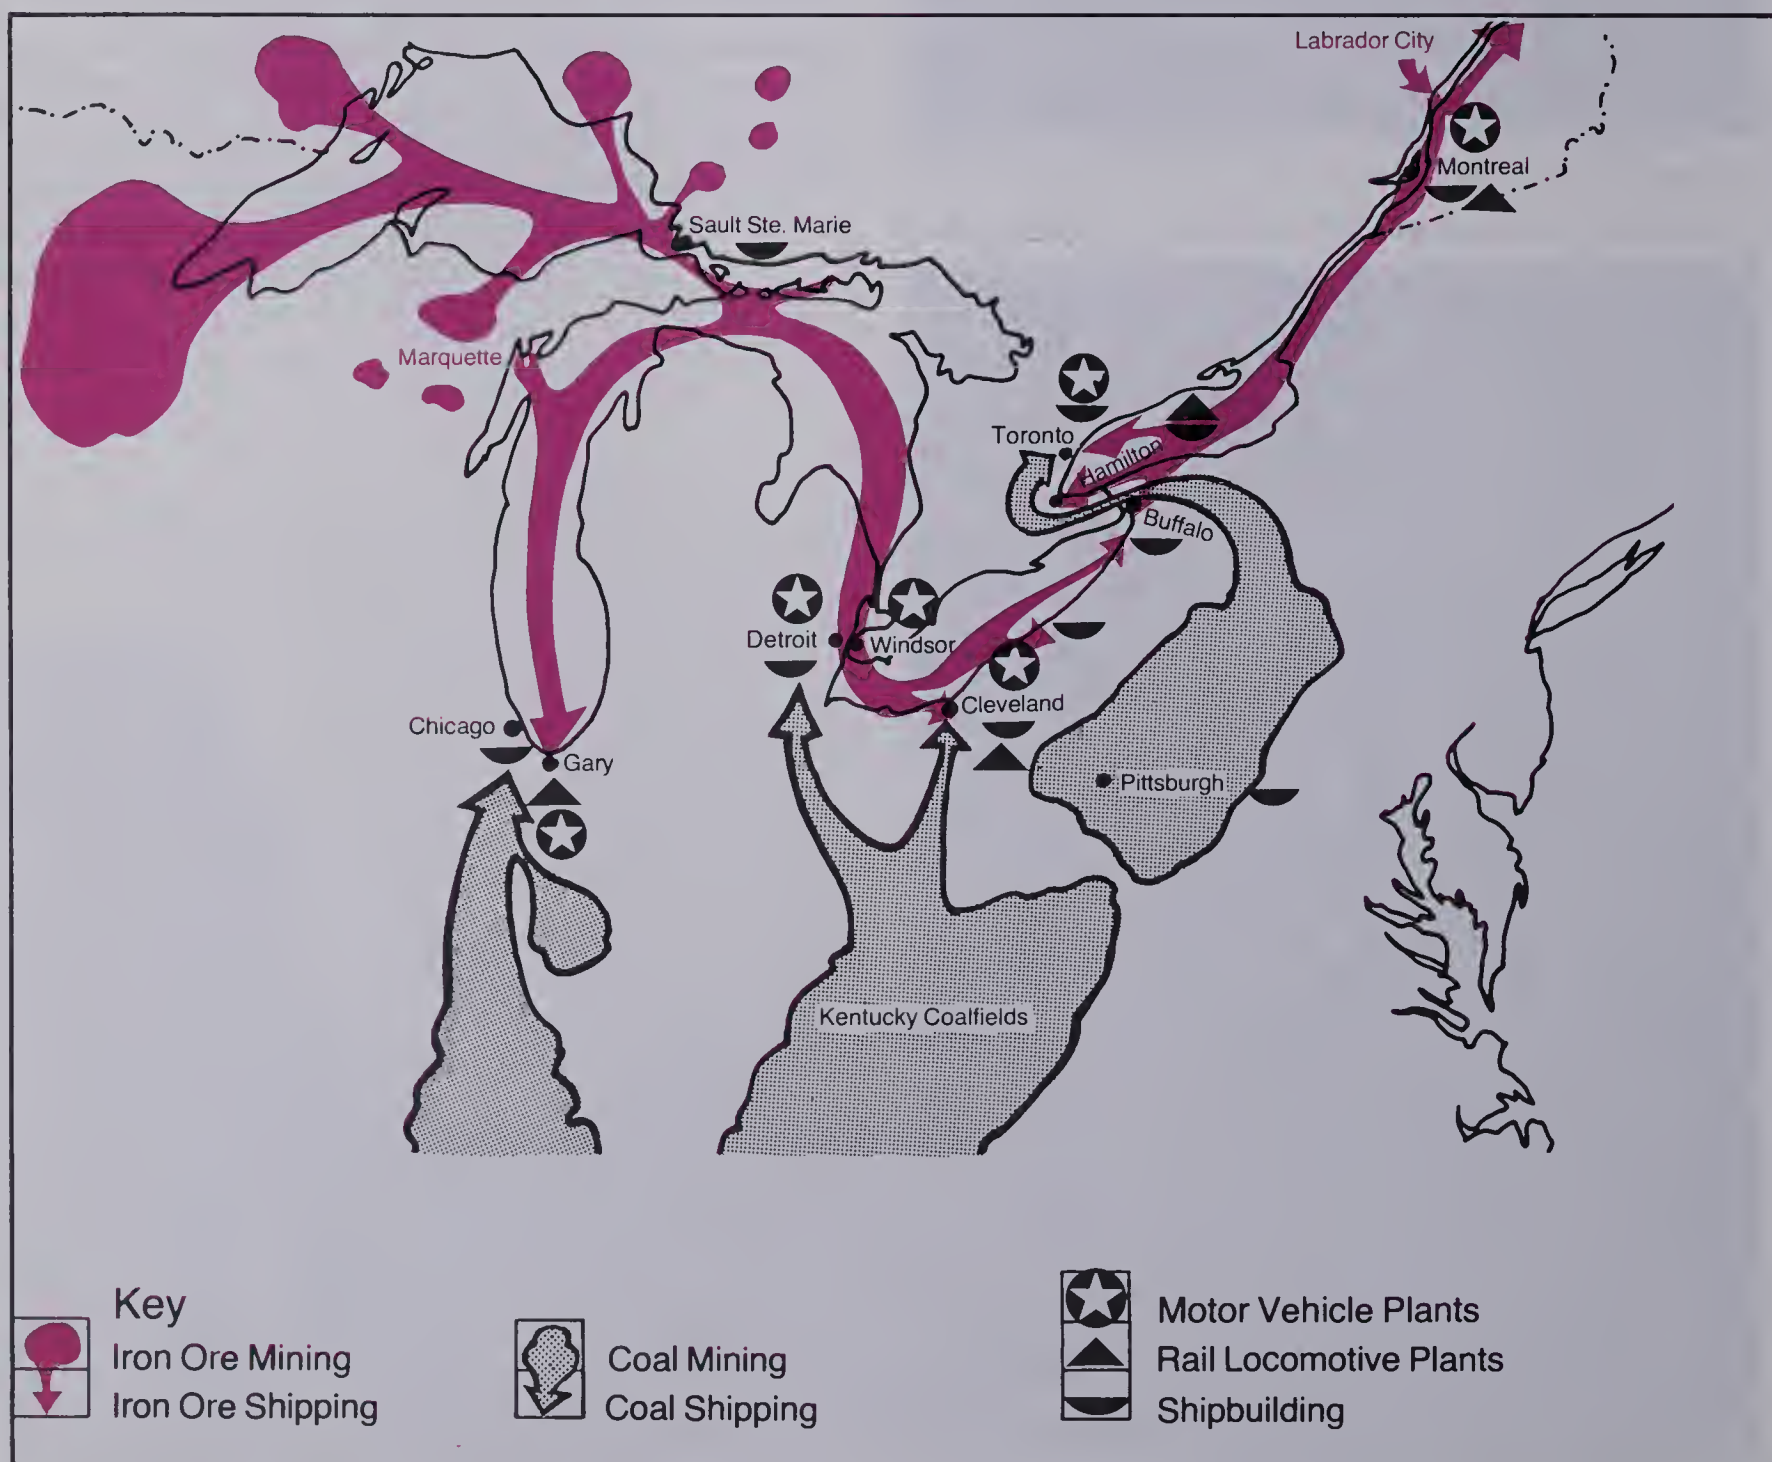 Labrador City
Montreal
Sault Ste. Marie
Marquette
Toronto
Hamilton
Buffalo
Detroit
Windsor
Cleveland
Chicago
Gary
Pittsburgh
Kentucky Coalfields
Key
Iron Ore Mining
Iron Ore Shipping
Coal Mining
Coal Shipping
Motor Vehicle Plants
Rail Locomotive Plants
Shipbuilding